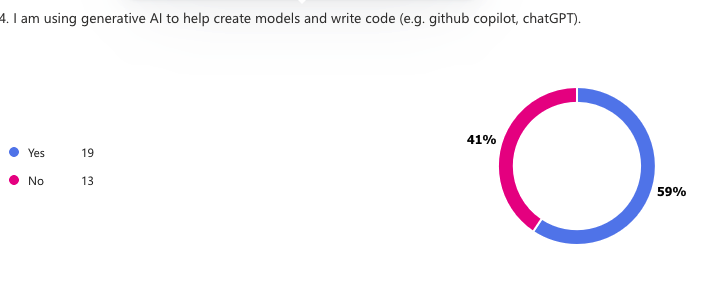 4. I am using generative AI to help create models and write code (e.g. github copilot, chatGPT).
41%
Yes 19
No 13
59%